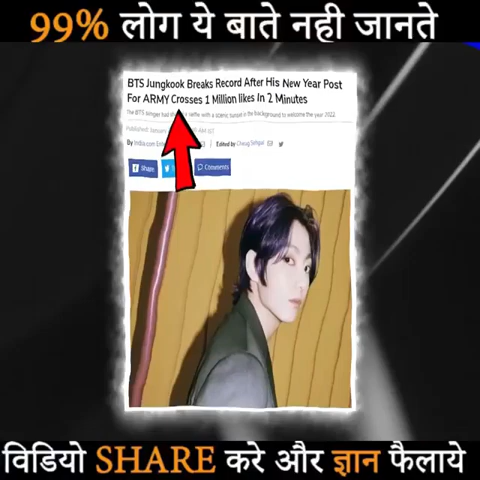 99% लोग ये बाते नही जानते
BTS Jungkook Breaks Record After His New Year Post
For ARMY Crosses 1 Million likes In 2 Minutes
The BTS singer had selfie with a scenic sunset in the background to welcome the year 2022.
Published: January
By India.com | Edited by Chirag Sehgal
Share
Comments
विडियो SHARE करे और ज्ञान फैलाये